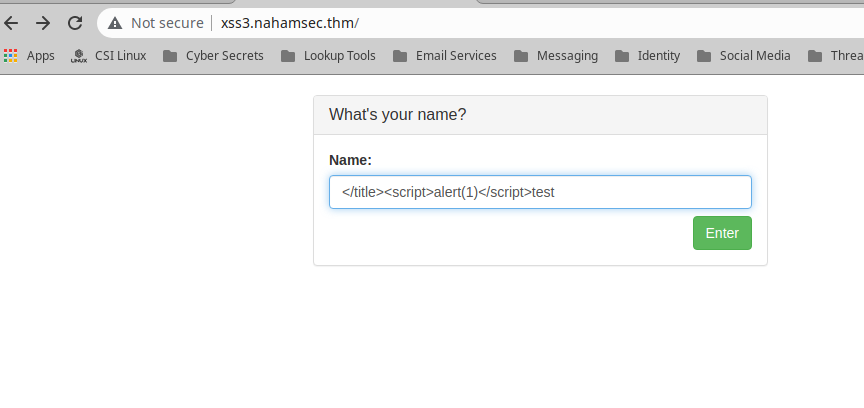 Not secure | xss3.nahamsec.thm/
Apps CSI Linux Cyber Secrets Lookup Tools Email Services Messaging Identity Social Media Threa
What's your name?
Name:
</title><script>alert(1)</script>test
Enter